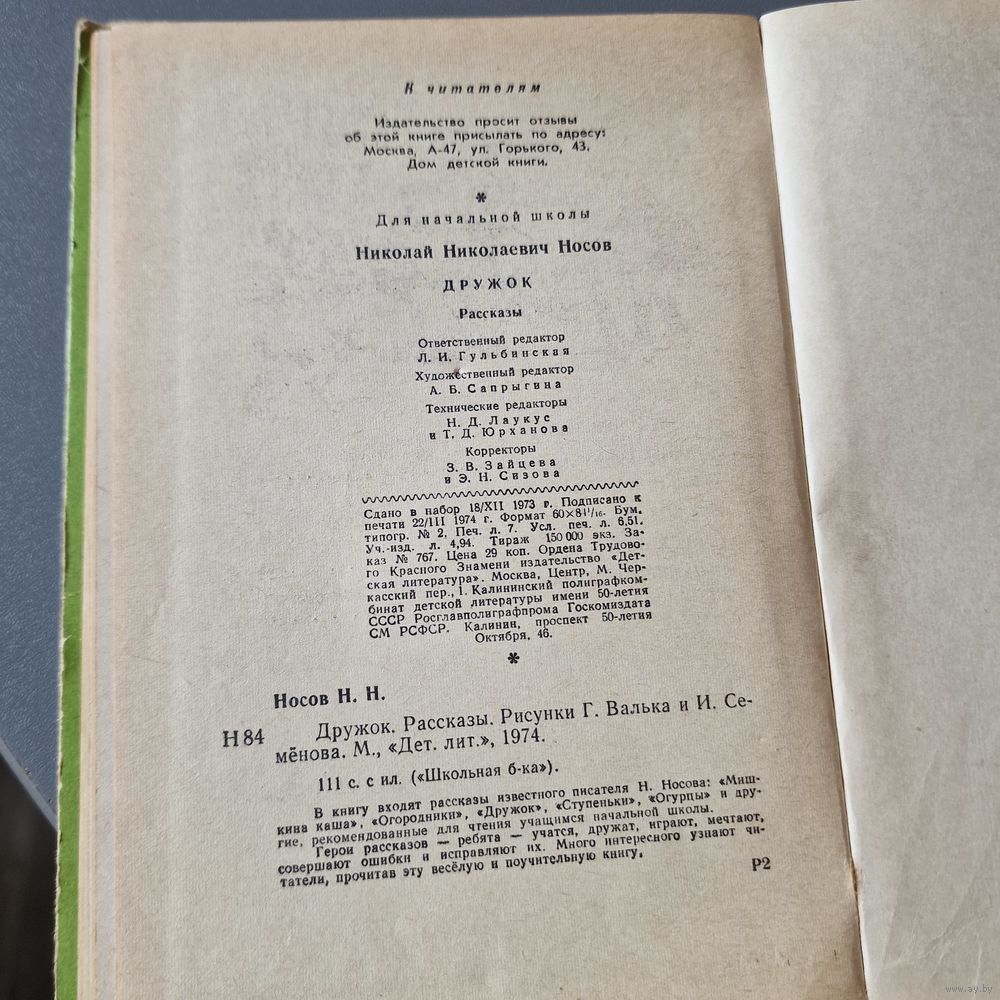 К читателям
Издательство просит отзывы
об этой книге присылать по адресу:
Москва, А-47, ул. Горького, 43.
Дом детской книги.
*
Для начальной школы
Николай Николаевич Носов
ДРУЖОК
Рассказы
Ответственный редактор
Л. И. Гульбинская
Художественный редактор
А. Б. Сапрыгина
Технические редакторы
Н. Д. Лаукус
и Т. Д. Юрханова
Корректоры
З. В. Зайцева
и Э. Н. Сизова
Сдано в набор 18/XII 1973 г. Подписано к
печати 22/III 1974 г. Формат 60×84¹/₁₆. Бум.
типогр. № 2, Печ. л. 7. Усл. печ. л. 6,51.
Уч.-изд. л. 4,94. Тираж 150 000 экз. За-
каз № 767. Цена 29 коп. Ордена Трудово-
го Красного Знамени издательство «Дет-
ская литература». Москва, Центр, М. Чер-
касский пер., 1. Калининский полиграфком-
бинат детской литературы имени 50-летия
СССР Росглавполиграфпрома Госкомиздата
СМ РСФСР. Калинин, проспект 50-летия
Октября, 46.
*
Носов Н. Н.
Н84 Дружок. Рассказы. Рисунки Г. Валька и И. Се-
мёнова. М., «Дет. лит.», 1974.
111 с. с ил. («Школьная б-ка»).
В книгу входят рассказы известного писателя Н. Носова: «Миш-
кина каша», «Огородники», «Дружок», «Ступеньки», «Огурцы» и дру-
гие, рекомендованные для чтения учащимся начальной школы.
Герои рассказов — ребята — учатся, дружат, играют, мечтают,
совершают ошибки и исправляют их. Много интересного узнают чи-
татели, прочитав эту весёлую и поучительную книгу.
Р2
www.ay.by